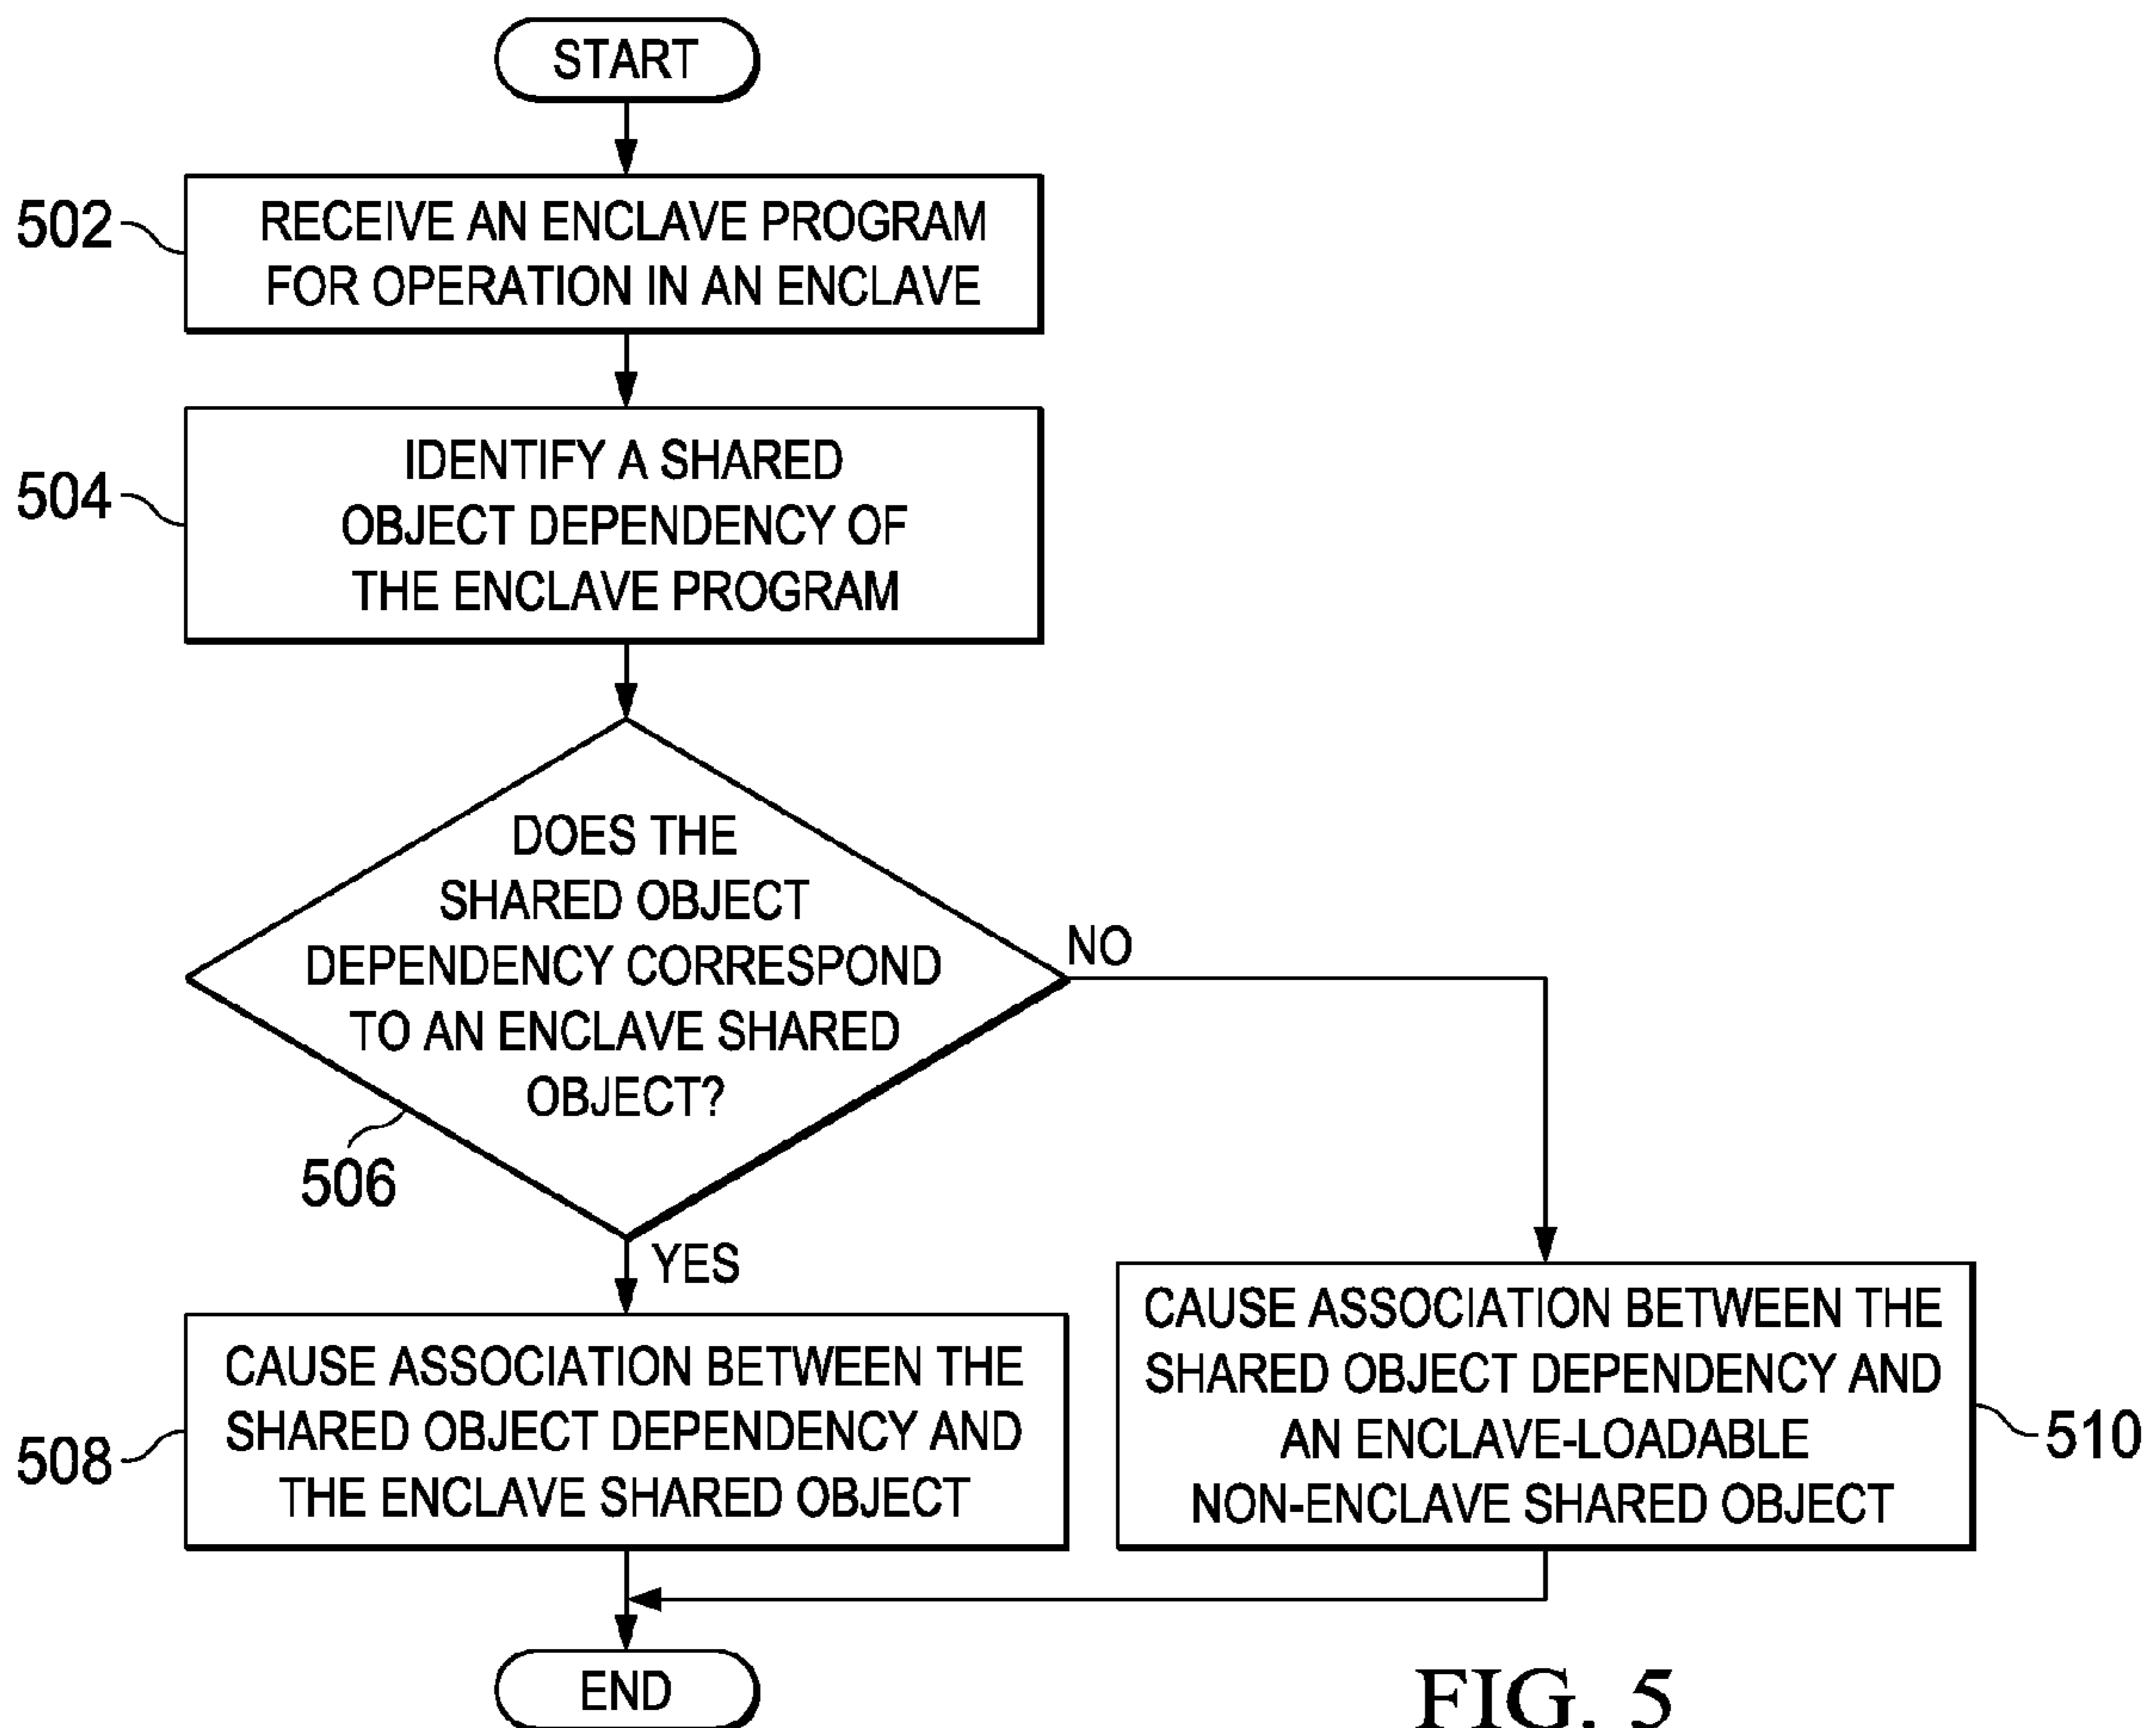 START
502
RECEIVE AN ENCLAVE PROGRAM
FOR OPERATION IN AN ENCLAVE
504
IDENTIFY A SHARED
OBJECT DEPENDENCY OF
THE ENCLAVE PROGRAM
DOES THE
SHARED OBJECT
DEPENDENCY CORRESPOND
TO AN ENCLAVE SHARED
OBJECT?
506
NO
YES
508
CAUSE ASSOCIATION BETWEEN THE
SHARED OBJECT DEPENDENCY AND
THE ENCLAVE SHARED OBJECT
CAUSE ASSOCIATION BETWEEN THE
SHARED OBJECT DEPENDENCY AND
AN ENCLAVE-LOADABLE
NON-ENCLAVE SHARED OBJECT
510
END
FIG. 5